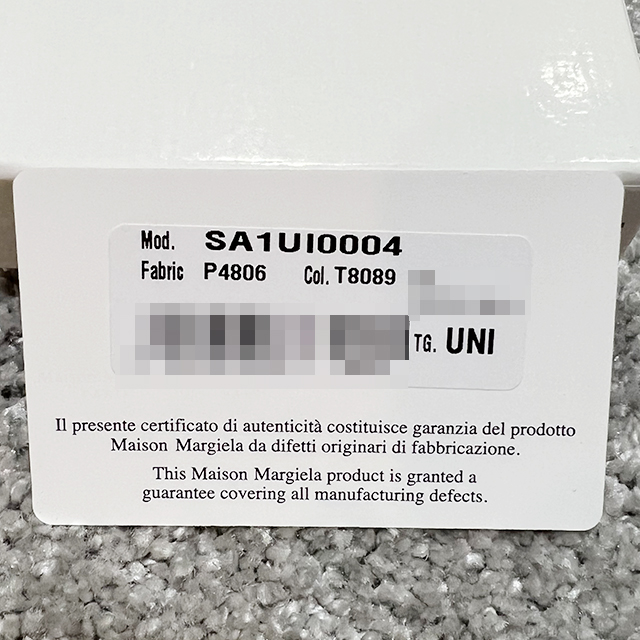 Mod. SA1UI0004
Fabric P4806 Col. T8089
TG. UNI
Il presente certificato di autenticità costituisce garanzia del prodotto
Maison Margiela da difetti originari di fabbricazione.
This Maison Margiela product is granted a
guarantee covering all manufacturing defects.